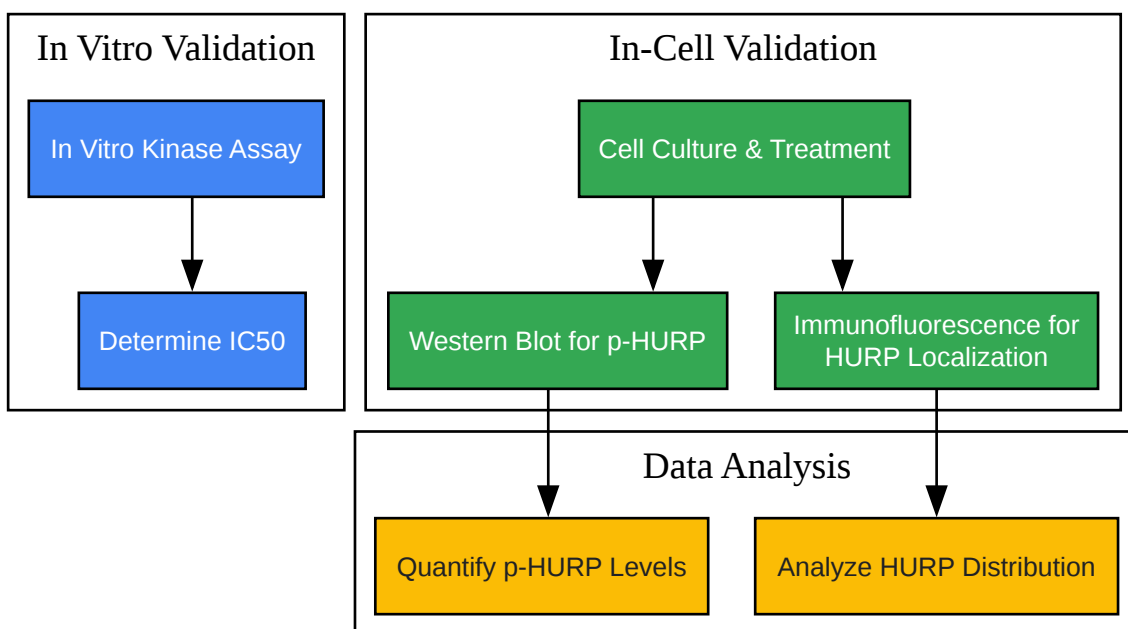 In Vitro Validation
In Vitro Kinase Assay
Determine IC50
In-Cell Validation
Cell Culture & Treatment
Western Blot for p-HURP
Immunofluorescence for
HURP Localization
Data Analysis
Quantify p-HURP Levels
Analyze HURP Distribution